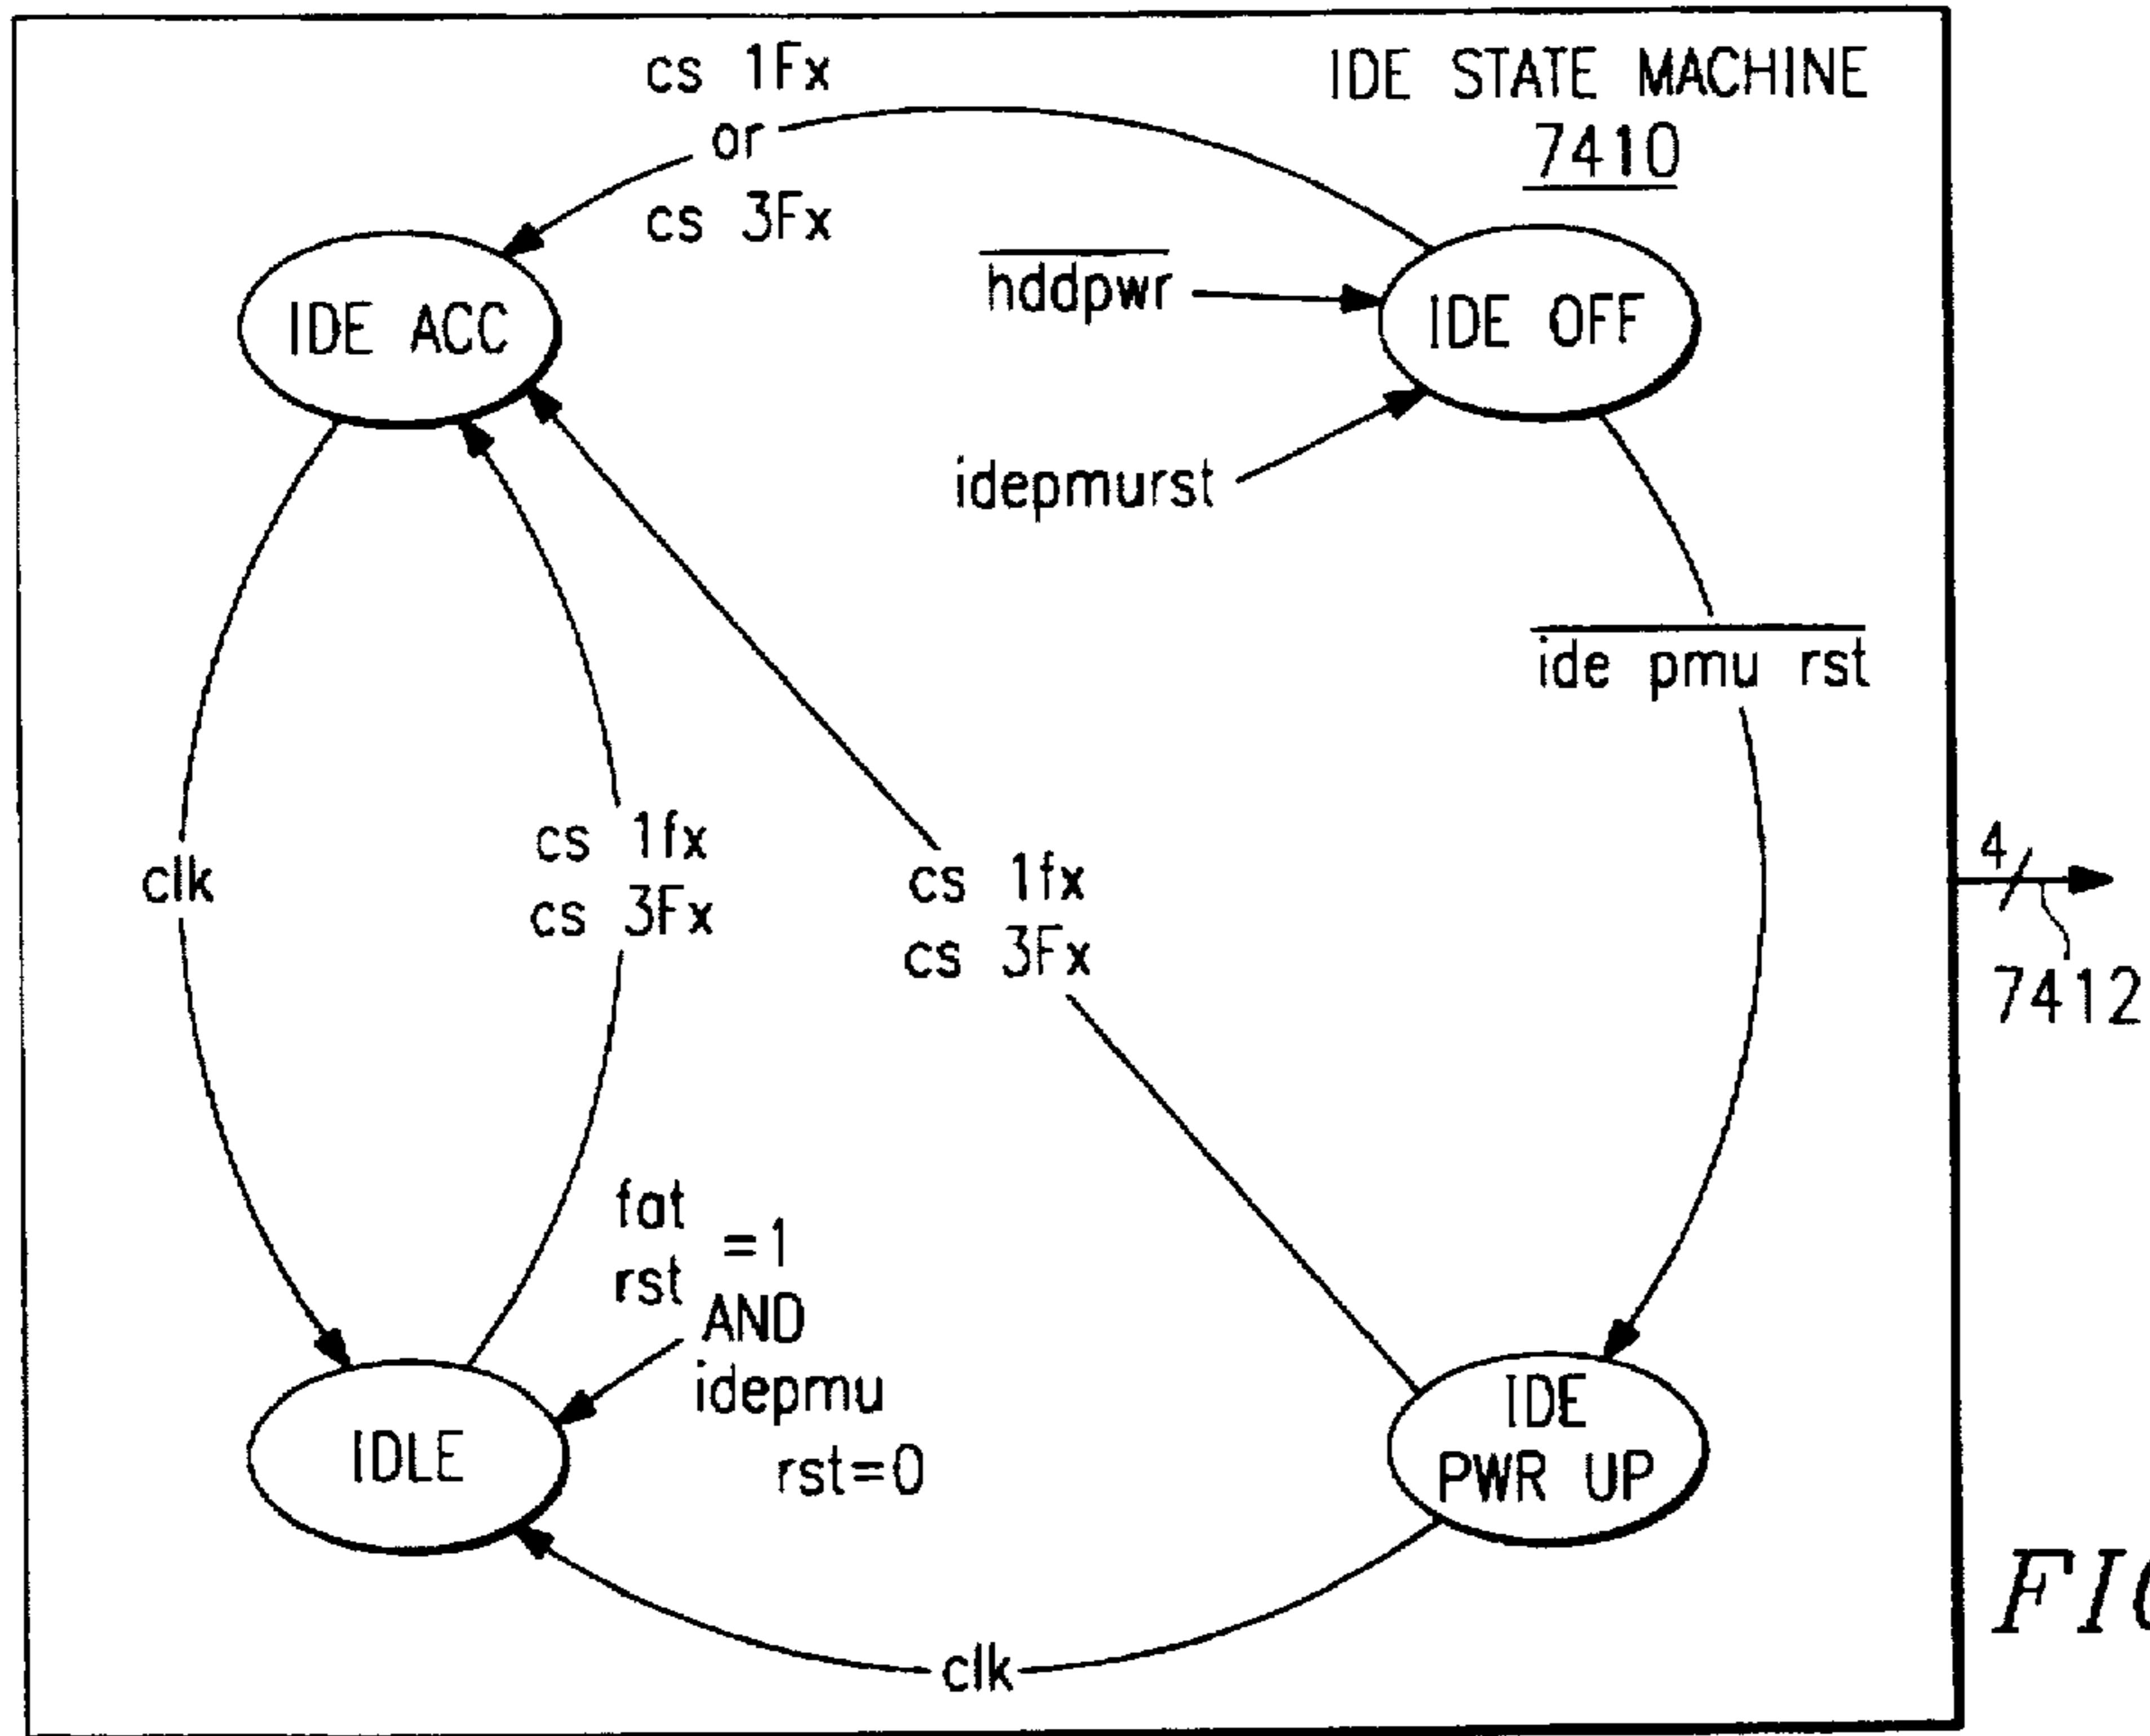 cs 1Fx
or
cs 3Fx
IDE STATE MACHINE
7410
IDE ACC
hddpwr
IDE OFF
idepmurst
ide pmu rst
clk
cs 1fx
cs 3Fx
cs 1fx
cs 3Fx
4
7412
fat
rst
=1
AND
idepmu
rst=0
IDLE
IDE
PWR UP
clk